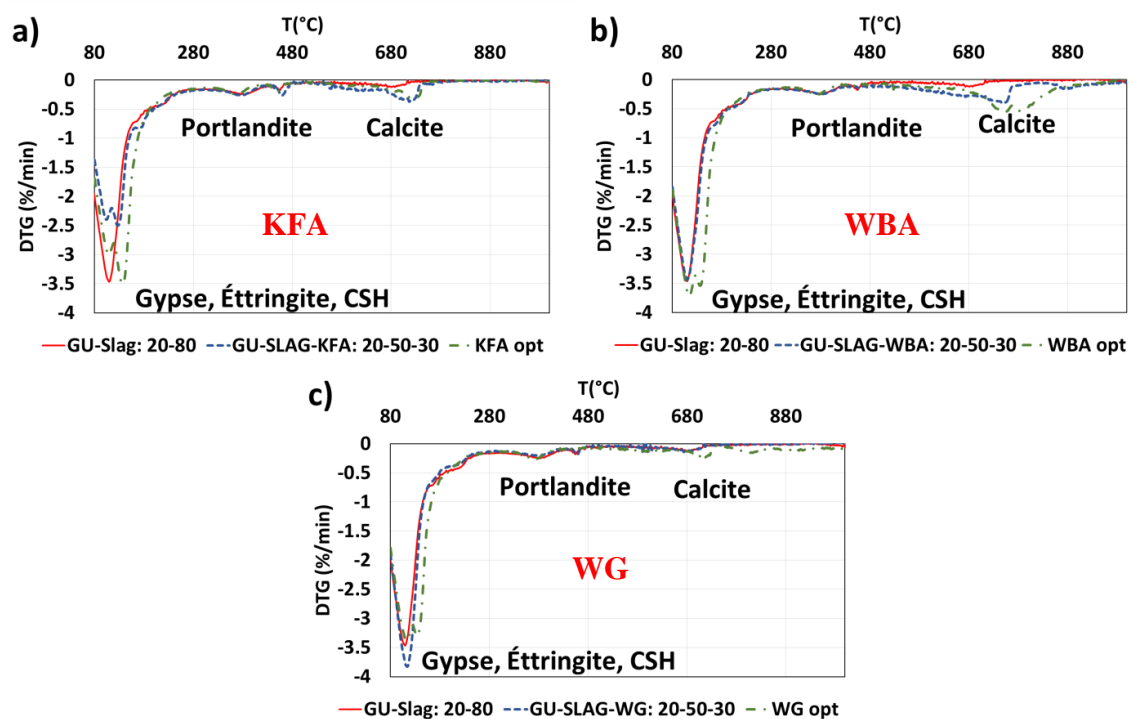 a)
T(°C)
80 280 480 680 880
0
-0.5
-1
-1.5
-2
-2.5
-3
-3.5
-4
DTG (%/min)
Portlandite Calcite
KFA
Gypse, Éttringite, CSH
GU-Slag: 20-80 GU-SLAG-KFA: 20-50-30 KFA opt
b)
T(°C)
80 280 480 680 880
0
-0.5
-1
-1.5
-2
-2.5
-3
-3.5
-4
DTG (%/min)
Portlandite Calcite
WBA
Gypse, Éttringite, CSH
GU-Slag: 20-80 GU-SLAG-WBA: 20-50-30 WBA opt
c)
T(°C)
80 280 480 680 880
0
-0.5
-1
-1.5
-2
-2.5
-3
-3.5
-4
DTG (%/min)
Portlandite Calcite
WG
Gypse, Éttringite, CSH
GU-Slag: 20-80 GU-SLAG-WG: 20-50-30 WG opt